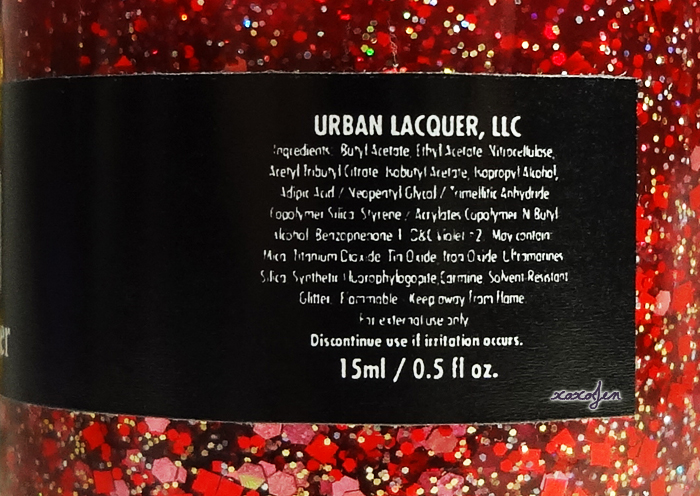 URBAN LACQUER, LLC
Ingredients: Butyl Acetate, Ethyl Acetate Nitrocellulose,
Acetyl Tributyl Citrate Isobutyl Acetate, Isopropyl Alcohol,
Adipic Acid / Neopentyl Glycol / Trimellitic Anhydride
Copolymer Silica Styrene / Acrylates Copolymer N Butyl
Alcohol Benzophenone 1 D&C Violet #2. May contain:
Mica Titanium Dioxide Tin Oxide, Iron Oxide Ultramarines
Silica Synthetic Carmine Solvent-Resistant
Glitter. Flammable - Keep away from flame.
For external use only
Discontinue use if irritation occurs.
15ml / 0.5 fl oz.
er
xoxoJen